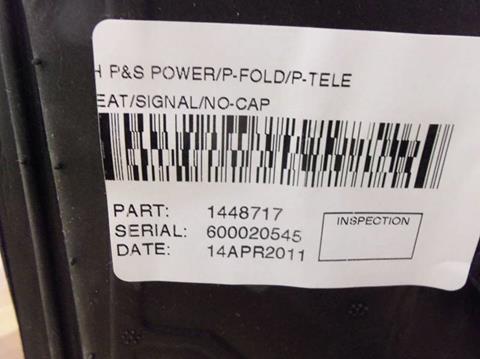 H P&S POWER/P-FOLD/P-TELE
EAT/SIGNAL/NO-CAP
PART: 1448717
SERIAL: 600020545
DATE: 14APR2011
INSPECTION